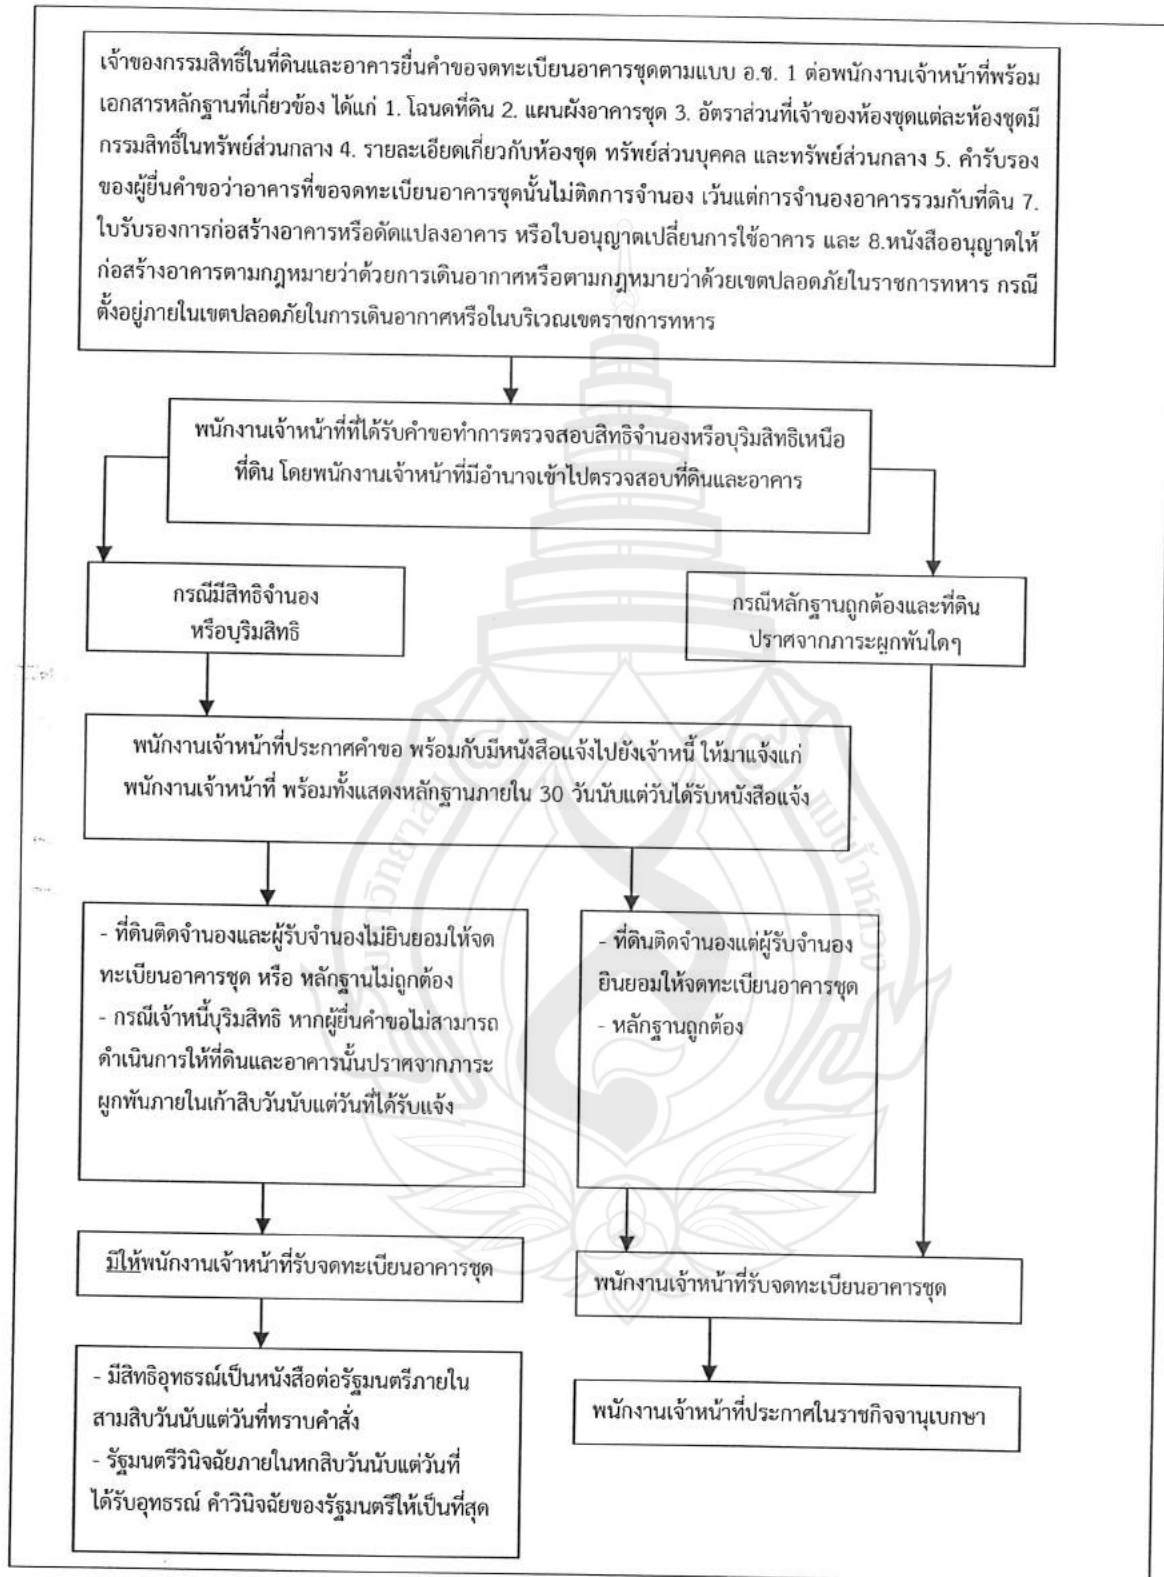 เจ้าของกรรมสิทธิ์ในที่ดินและอาคารยื่นคำขอจดทะเบียนอาคารชุดตามแบบ อ.ช. 1 ต่อพนักงานเจ้าหน้าที่พร้อม
เอกสารหลักฐานที่เกี่ยวข้อง ได้แก่ 1. โฉนดที่ดิน 2. แผนผังอาคารชุด 3. อัตราส่วนที่เจ้าของห้องชุดแต่ละห้องชุดมี
กรรมสิทธิ์ในทรัพย์ส่วนกลาง 4. รายละเอียดเกี่ยวกับห้องชุด ทรัพย์ส่วนบุคคล และทรัพย์ส่วนกลาง 5. คำรับรอง
ของผู้ยื่นคำขอว่าอาคารที่ขอจดทะเบียนอาคารชุดนั้นไม่ติดการจำนอง เว้นแต่การจำนองอาคารรวมกับที่ดิน 7.
ใบรับรองการก่อสร้างอาคารหรือดัดแปลงอาคาร หรือใบอนุญาตเปลี่ยนการใช้อาคาร และ 8.หนังสืออนุญาตให้
ก่อสร้างอาคารตามกฎหมายว่าด้วยการเดินอากาศหรือตามกฎหมายว่าด้วยเขตปลอดภัยในราชการทหาร กรณี
ตั้งอยู่ภายในเขตปลอดภัยในการเดินอากาศหรือในบริเวณเขตราชการทหาร
พนักงานเจ้าหน้าที่ที่ได้รับคำขอทำการตรวจสอบสิทธิจำนองหรือบุริมสิทธิเหนือ
ที่ดิน โดยพนักงานเจ้าหน้าที่มีอำนาจเข้าไปตรวจสอบที่ดินและอาคาร
กรณีมีสิทธิจำนอง
หรือบุริมสิทธิ
กรณีหลักฐานถูกต้องและที่ดิน
ปราศจากภาระผูกพันใดๆ
พนักงานเจ้าหน้าที่ประกาศคำขอ พร้อมกับมีหนังสือแจ้งไปยังเจ้าหนี้ ให้มาแจ้งแก่
พนักงานเจ้าหน้าที่ พร้อมทั้งแสดงหลักฐานภายใน 30 วันนับแต่วันได้รับหนังสือแจ้ง
- ที่ดินติดจำนองและผู้รับจำนองไม่ยินยอมให้จด
ทะเบียนอาคารชุด หรือ หลักฐานไม่ถูกต้อง
- กรณีเจ้าหนี้บุริมสิทธิ หากผู้ยื่นคำขอไม่สามารถ
ดำเนินการให้ที่ดินและอาคารนั้นปราศจากภาระ
ผูกพันภายในเก้าสิบวันนับแต่วันที่ได้รับแจ้ง
- ที่ดินติดจำนองแต่ผู้รับจำนอง
ยินยอมให้จดทะเบียนอาคารชุด
- หลักฐานถูกต้อง
มิให้พนักงานเจ้าหน้าที่รับจดทะเบียนอาคารชุด
พนักงานเจ้าหน้าที่รับจดทะเบียนอาคารชุด
- มีสิทธิอุทธรณ์เป็นหนังสือต่อรัฐมนตรีภายใน
สามสิบวันนับแต่วันที่ทราบคำสั่ง
- รัฐมนตรีวินิจฉัยภายในหกสิบวันนับแต่วันที่
ได้รับอุทธรณ์ คำวินิจฉัยของรัฐมนตรีให้เป็นที่สุด
พนักงานเจ้าหน้าที่ประกาศในราชกิจจานุเบกษา